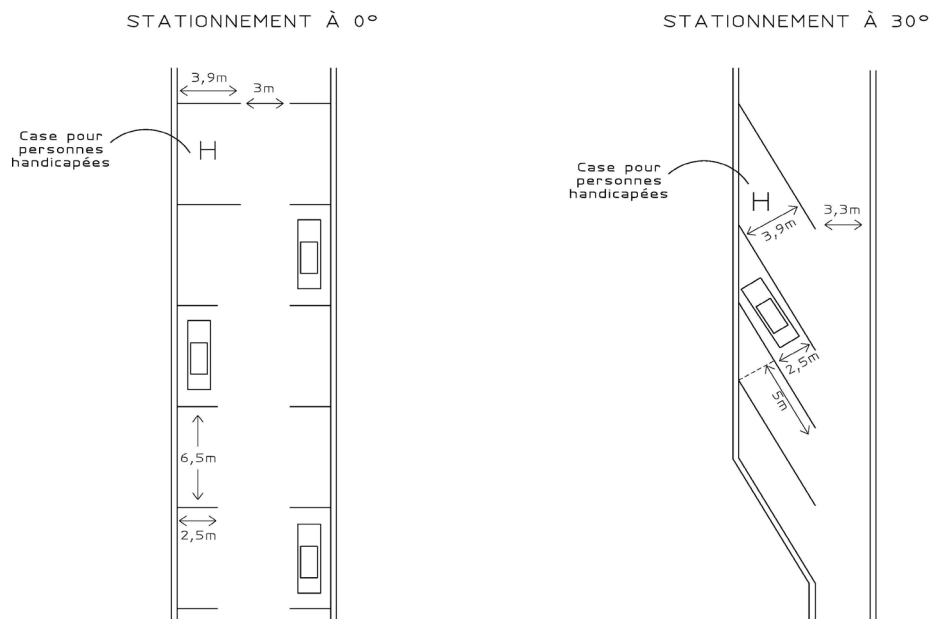 STATIONNEMENT À 0°
3,9m
3m
Case pour
personnes
handicapées
H
6,5m
2,5m
STATIONNEMENT À 30°
Case pour
personnes
handicapées
H
3,9m
3,3m
2,5m
5m